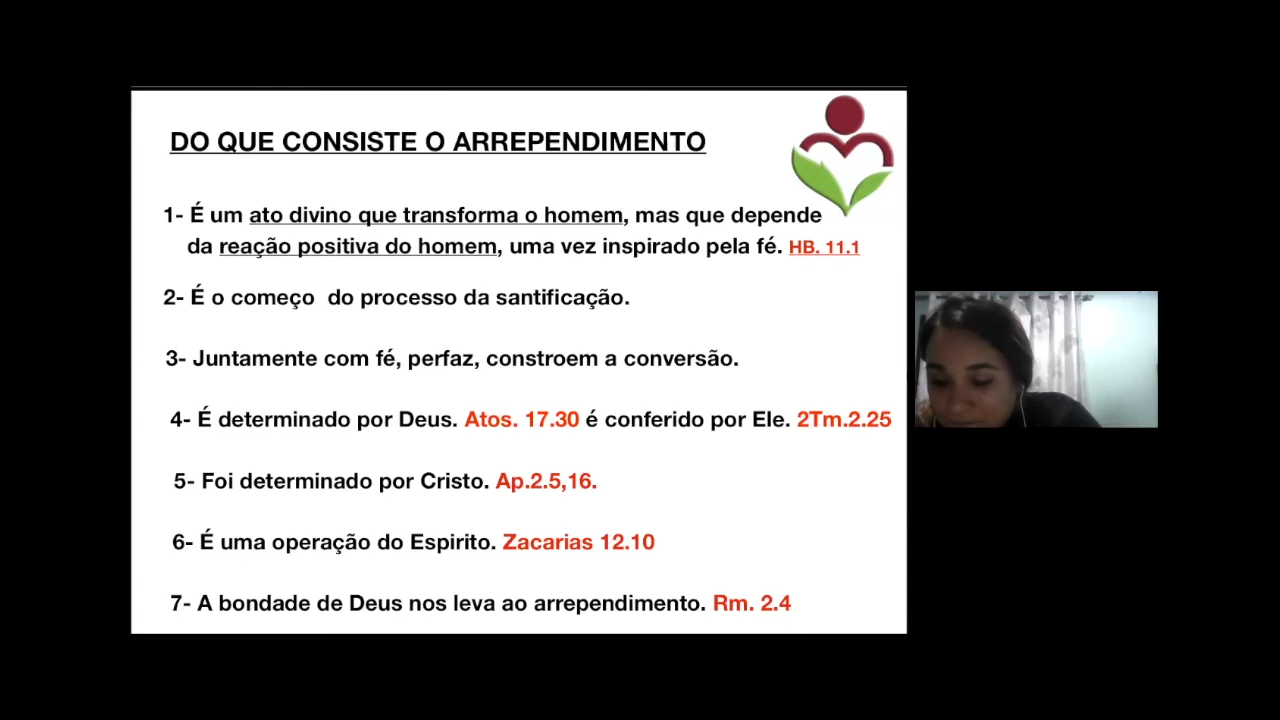 DO QUE CONSISTE O ARREPENDIMENTO
1- É um ato divino que transforma o homem, mas que depende
da reação positiva do homem, uma vez inspirado pela fé. HB. 11.1
2- É o começo  do processo da santificação.
3- Juntamente com fé, perfaz, constroem a conversão.
4- É determinado por Deus. Atos. 17.30 é conferido por Ele. 2Tm.2.25
5- Foi determinado por Cristo. Ap.2.5,16.
6- É uma operação do Espirito. Zacarias 12.10
7- A bondade de Deus nos leva ao arrependimento. Rm. 2.4